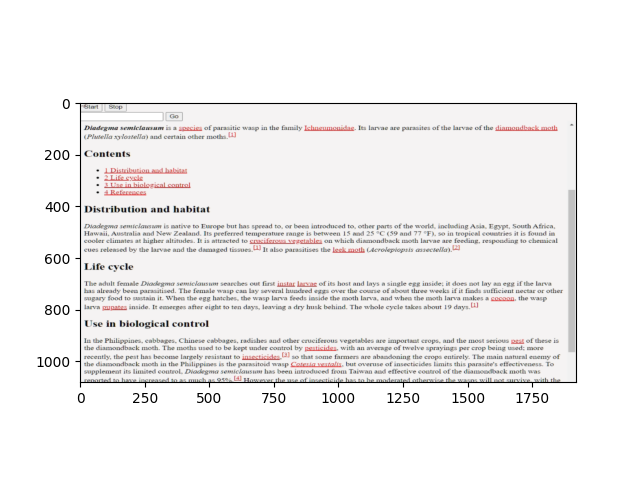 Start Stop
Go
Diadegma semiclausum is a species of parasitic wasp in the family Ichneumonidae. Its larvae are parasites of the larvae of the diamondback moth
(Plutella xylostella) and certain other moths.[1]
Contents
1 Distribution and habitat
2 Life cycle
3 Use in biological control
4 References
Distribution and habitat
Diadegma semiclausum is native to Europe but has spread to, or been introduced to, other parts of the world, including Asia, Egypt, South Africa,
Hawaii, Australia and New Zealand. Its preferred temperature range is between 15 and 25 °C (59 and 77 °F), so in tropical countries it is found in
cooler climates at higher altitudes. It is attracted to cruciferous vegetables on which diamondback moth larvae are feeding, responding to chemical
cues released by the larvae and the damaged tissues.[1] It also parasitises the leek moth (Acrolepiopsis assectella).[2]
Life cycle
The adult female Diadegma semiclausum searches out first instar larvae of its host and lays a single egg inside; it does not lay an egg if the larva
has already been parasitised. The female wasp can lay several hundred eggs over the course of about three weeks if it finds sufficient nectar or other
sugary food to sustain it. When the egg hatches, the wasp larva feeds inside the moth larva, and when the moth larva makes a cocoon, the wasp
larva pupates inside. It emerges after eight to ten days, leaving a dry husk behind. The whole cycle takes about 19 days.[1]
Use in biological control
In the Philippines, cabbages, Chinese cabbages, radishes and other cruciferous vegetables are important crops, and the most serious pest of these is
the diamondback moth. The moths used to be kept under control by pesticides, with an average of twelve sprayings per crop being used; more
recently, the pest has become largely resistant to insecticides,[3] so that some farmers are abandoning the crops entirely. The main natural enemy of
the diamondback moth in the Philippines is the parasitoid wasp Cotesia vestalis, but overuse of insecticides limits this parasite's effectiveness. To
supplement its limited control, Diadegma semiclausum has been introduced from Taiwan and effective control of the diamondback moth was
reported to have increased to as much as 95%.[4] However the use of insecticide has to be moderated otherwise the wasps will not survive, with the
0
200
400
600
800
1000
0 250 500 750 1000 1250 1500 1750